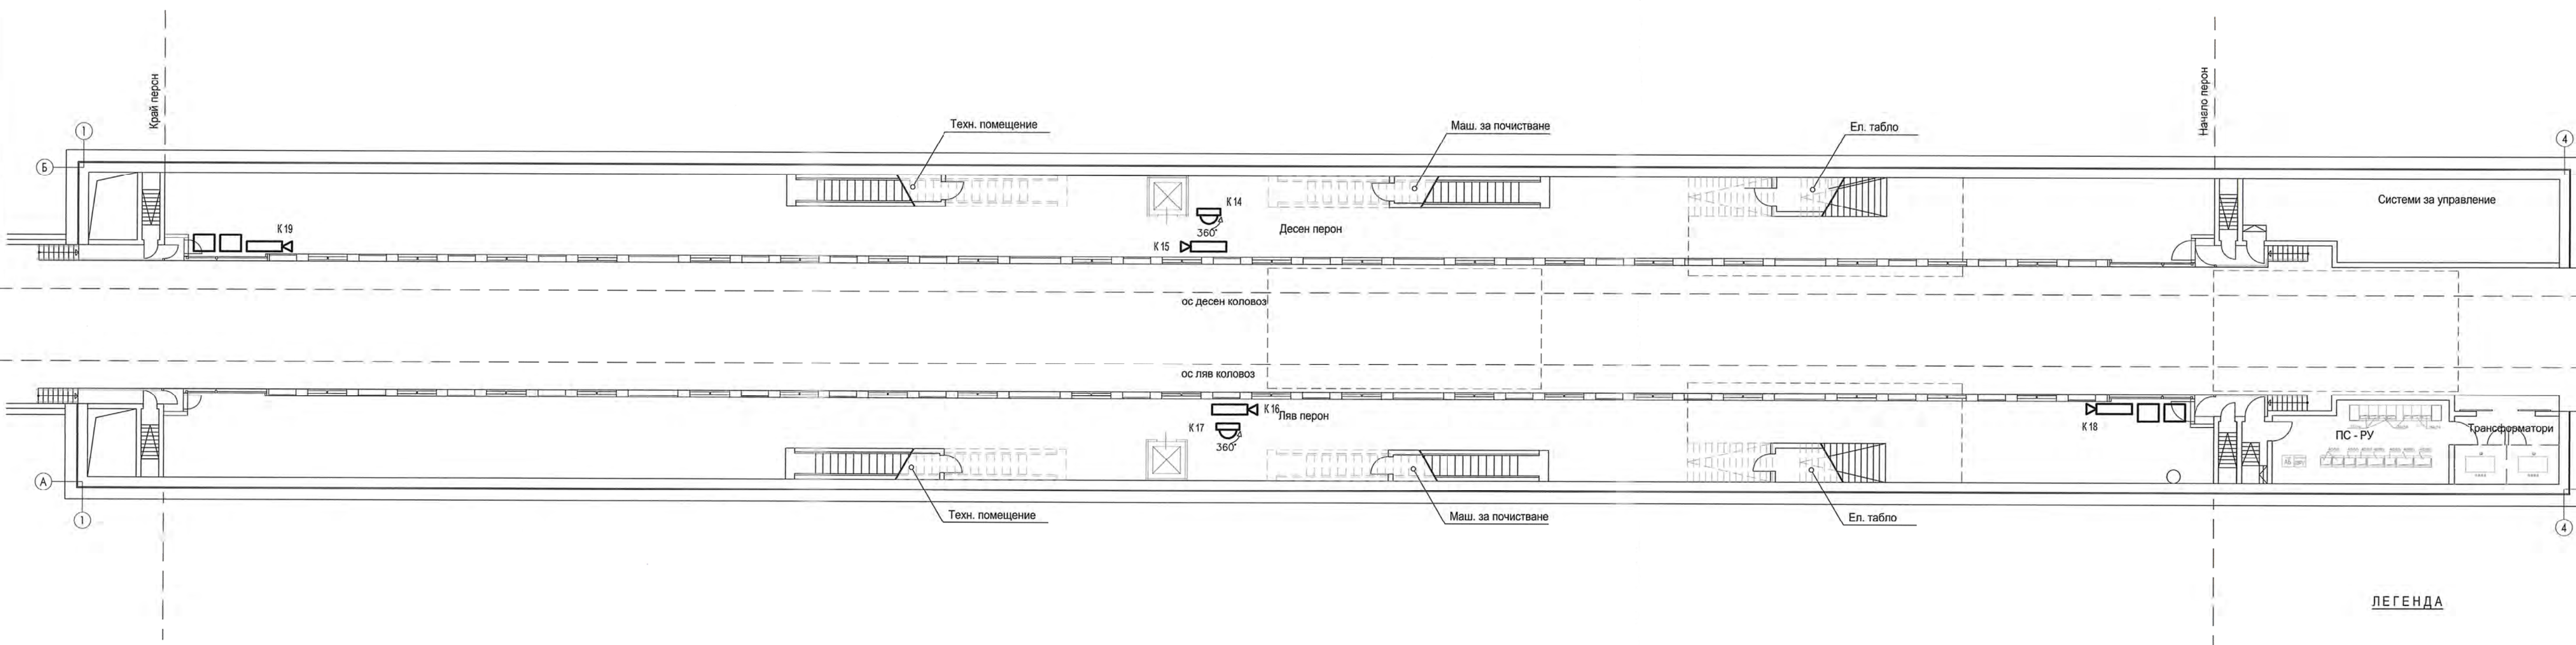 Край персн
Начало перон
1
Техн. помещение
Маш. за почистване
Ел. табло
4
Б
Системи за управление
К 14
К 19
360°
Десен перон
К 15
ос десен коловоз
ос ляв коловоз
К 16
Ляв перон
К 17
360°
К 18
ПС - РУ
Трансформатори
А
1
Техн. помещение
Маш. за почистване
Ел. табло
4
ЛЕГЕНДА